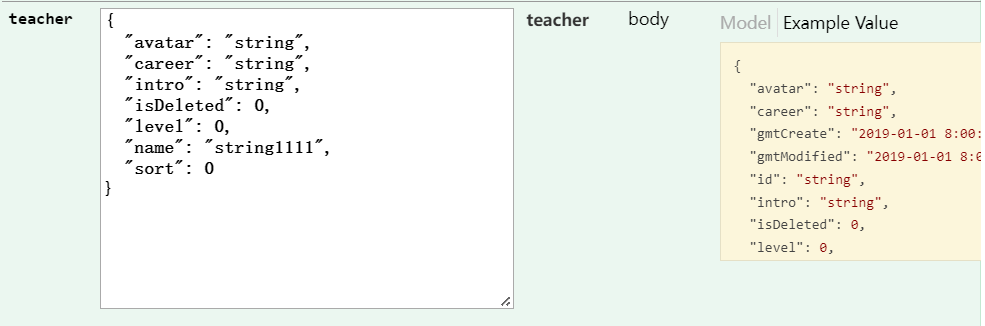 teacher
{
"avatar": "string",
"career": "string",
"intro": "string",
"isDeleted": 0,
"level": 0,
"name": "string1111",
"sort": 0
}
teacher
body
Model Example Value
{
"avatar": "string",
"career": "string",
"gmtCreate": "2019-01-01 8:00:
"gmtModified": "2019-01-01 8:0
"id": "string",
"intro": "string",
"isDeleted": 0,
"level": 0,